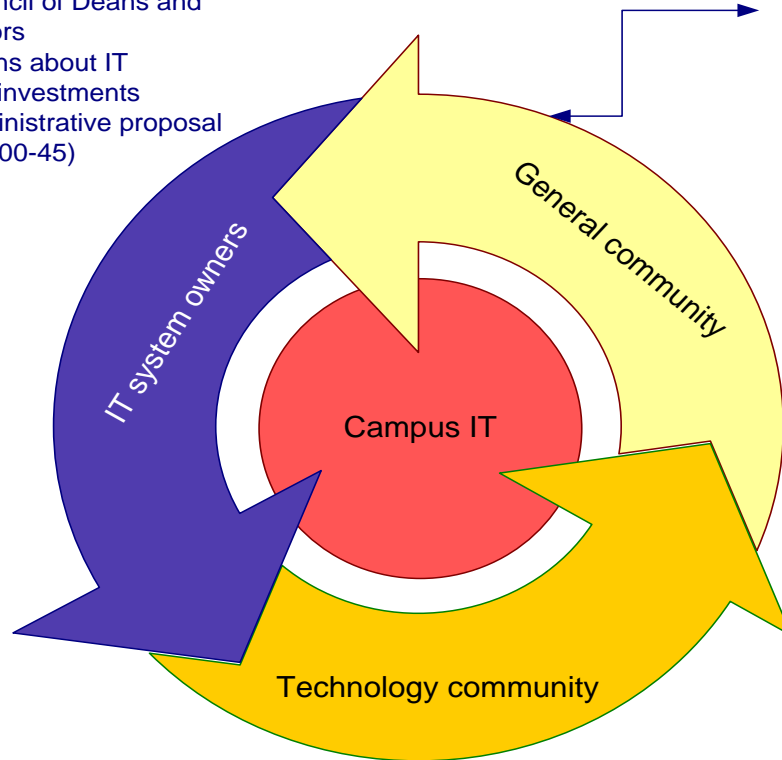 ncil of Deans and
ors
ns about IT
investments
inistrative proposal
00-45)
General community
IT system owners
Campus IT
Technology community